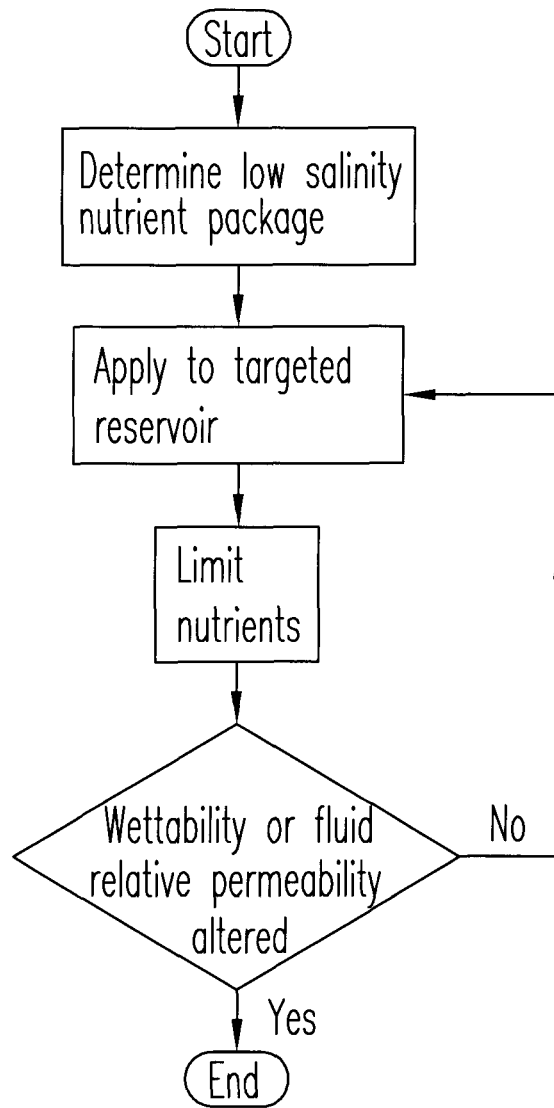 Start
Determine low salinity
nutrient package
Apply to targeted
reservoir
Limit
nutrients
Wettability or fluid
relative permeability
altered
No
Yes
End